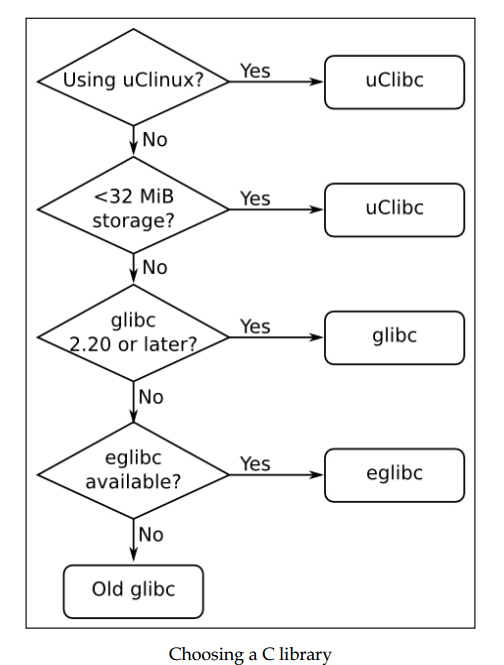 Using uClinux?
Yes
uClibc
No
<32 MiB
storage?
Yes
uClibc
No
glibc
2.20 or later?
Yes
glibc
No
eglibc
available?
Yes
eglibc
No
Old glibc
Choosing a C library